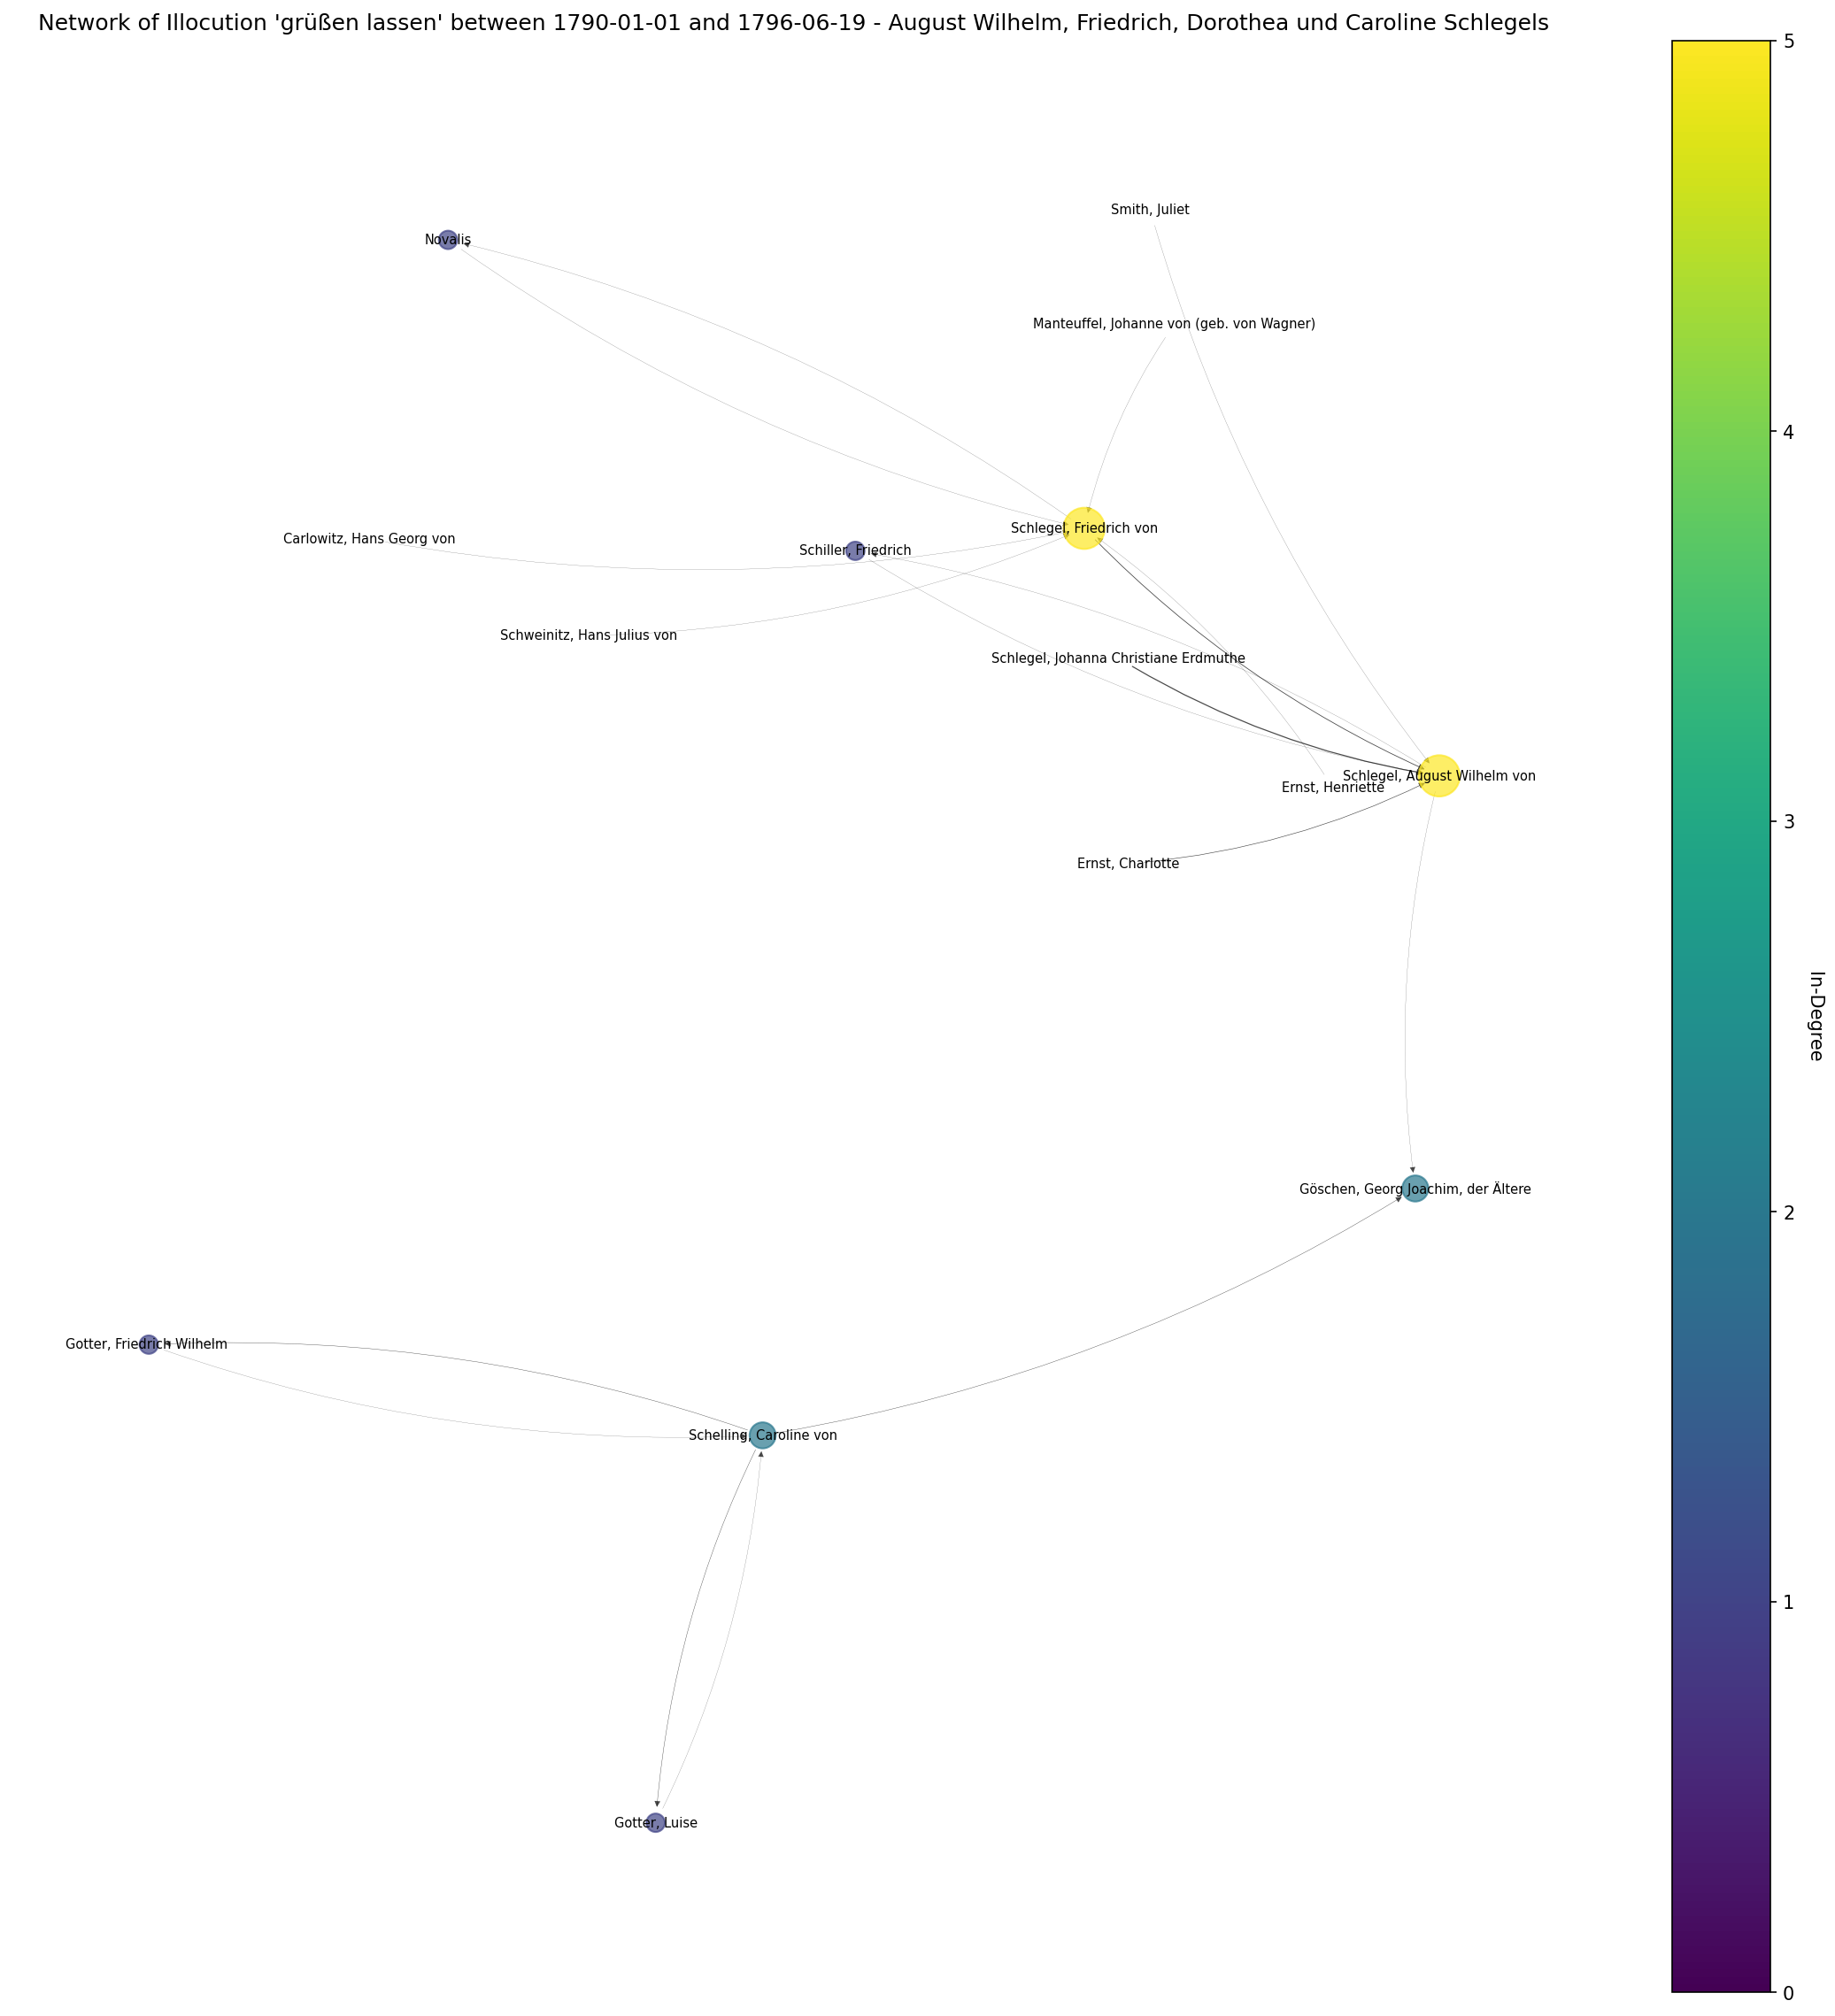 Network of Illocution 'grüßen lassen' between 1790-01-01 and 1796-06-19 - August Wilhelm, Friedrich, Dorothea und Caroline Schlegels
5
Smith, Juliet
Novalis
Manteuffel, Johanne von (geb. von Wagner)
4
Schlegel, Friedrich von
Carlowitz, Hans Georg von
Schiller, Friedrich
Schweinitz, Hans Julius von
Schlegel, Johanna Christiane Erdmuthe
Schlegel, August Wilhelm von
Ernst, Henriette
3
Ernst, Charlotte
In-Degree
Göschen, Georg Joachim, der Ältere
2
Gotter, Friedrich Wilhelm
Schelling, Caroline von
1
Gotter, Luise
0